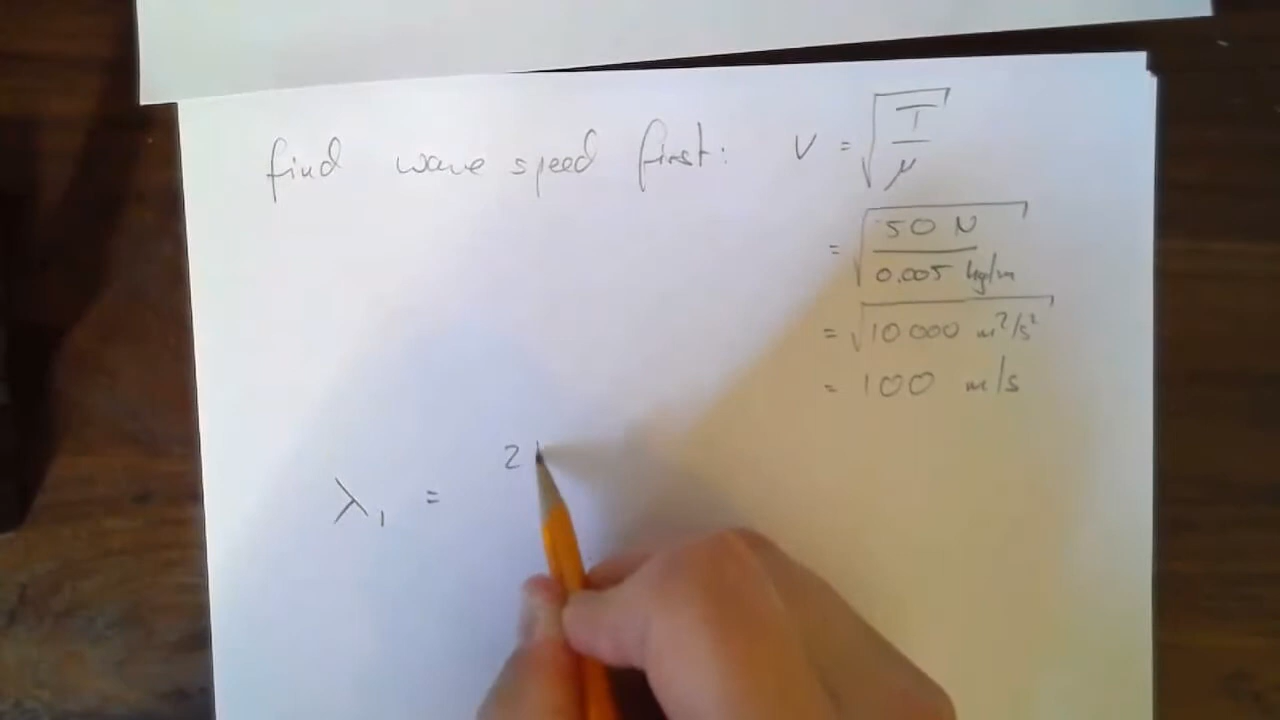 find wave speed first: v = √(T/μ)
= √(50 N / 0.005 kg/m)
= √(10 000 m²/s²)
= 100 m/s
λ₁ = 2